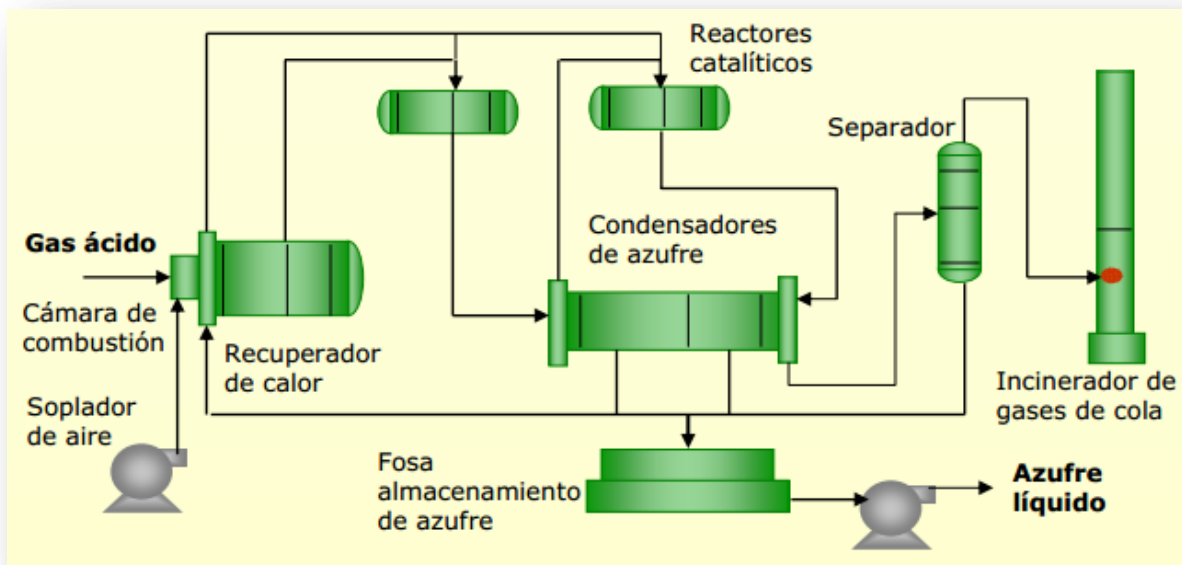 Reactores
catalíticos
Separador
Gas ácido
Condensadores
de azufre
Cámara de
combustión
Recuperador
de calor
Soplador
de aire
Incinerador de
gases de cola
Fosa
almacenamiento
de azufre
Azufre
líquido